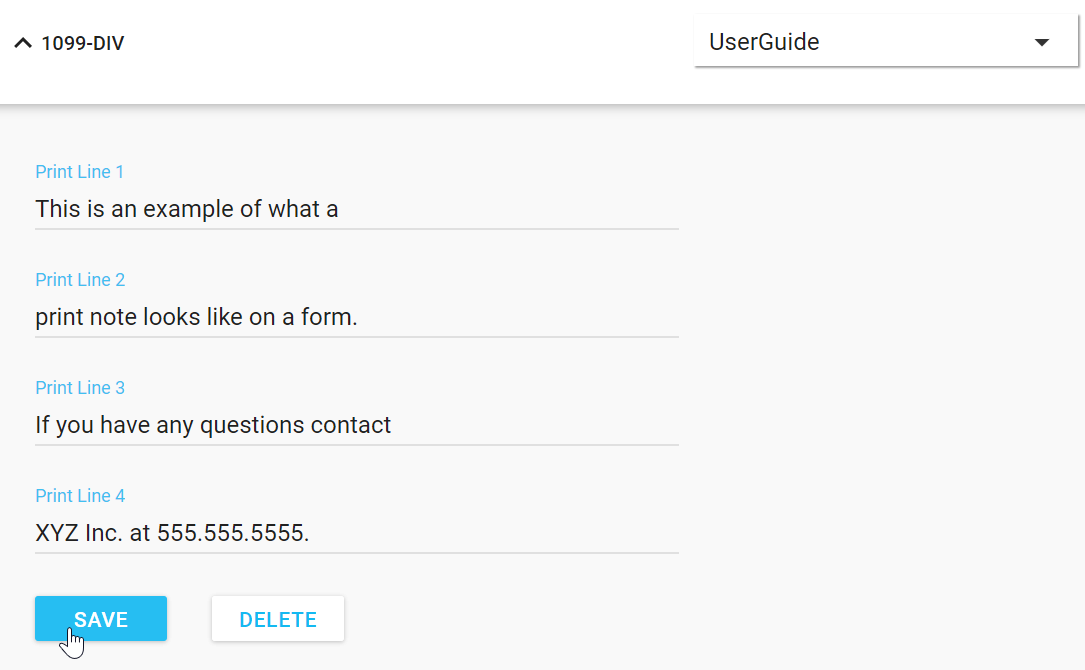 1099-DIV
UserGuide
Print Line 1
This is an example of what a
Print Line 2
print note looks like on a form.
Print Line 3
If you have any questions contact
Print Line 4
XYZ Inc. at 555.555.5555.
SAVE
DELETE